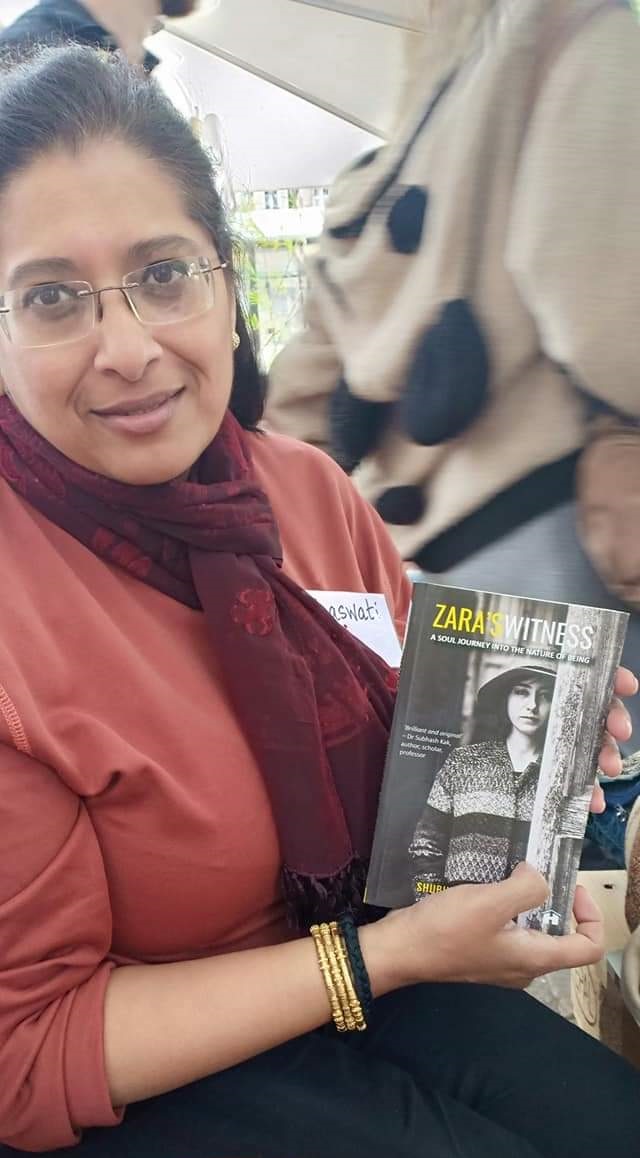 aswati
ZARA'S WITNESS
A SOUL JOURNEY INTO THE NATURE OF BEING
'Brilliant and original'
– Dr Subhash Kak,
author, scholar,
professor